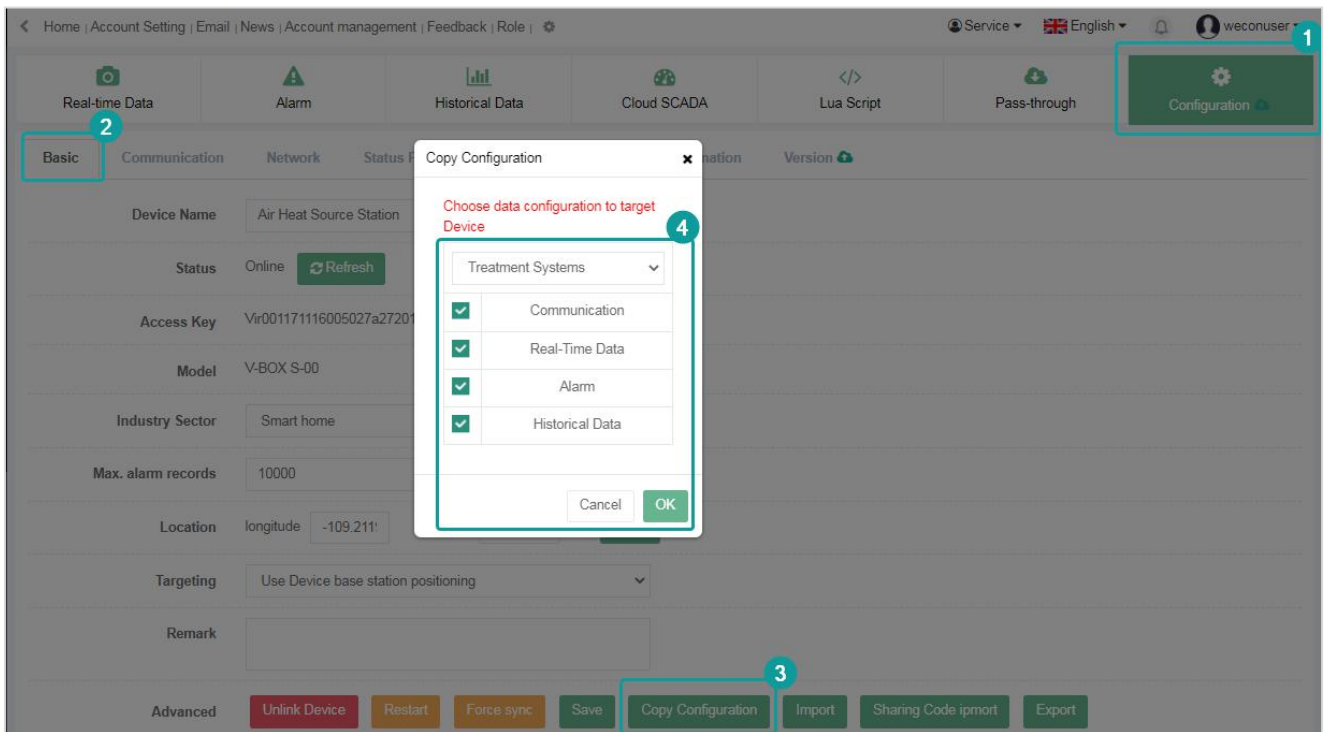 Home | Account Setting | Email | News | Account management | Feedback | Role |
Service English weconuser
1
Real-time Data Alarm Historical Data Cloud SCADA Lua Script Pass-through Configuration
2
Basic Communication Network Status Copy Configuration × Version
Choose data configuration to target
Device
4
Device Name Air Heat Source Station
Treatment Systems
Status Online Refresh
Communication
Access Key Vir001171116005027a27201
Real-Time Data
Model V-BOX S-00
Alarm
Industry Sector Smart home
Historical Data
Max. alarm records 10000
Cancel OK
Location longitude -109.211
Targeting Use Device base station positioning
Remark
3
Advanced Unlink Device Restart Force sync Save Copy Configuration Import Sharing Code ipmort Export